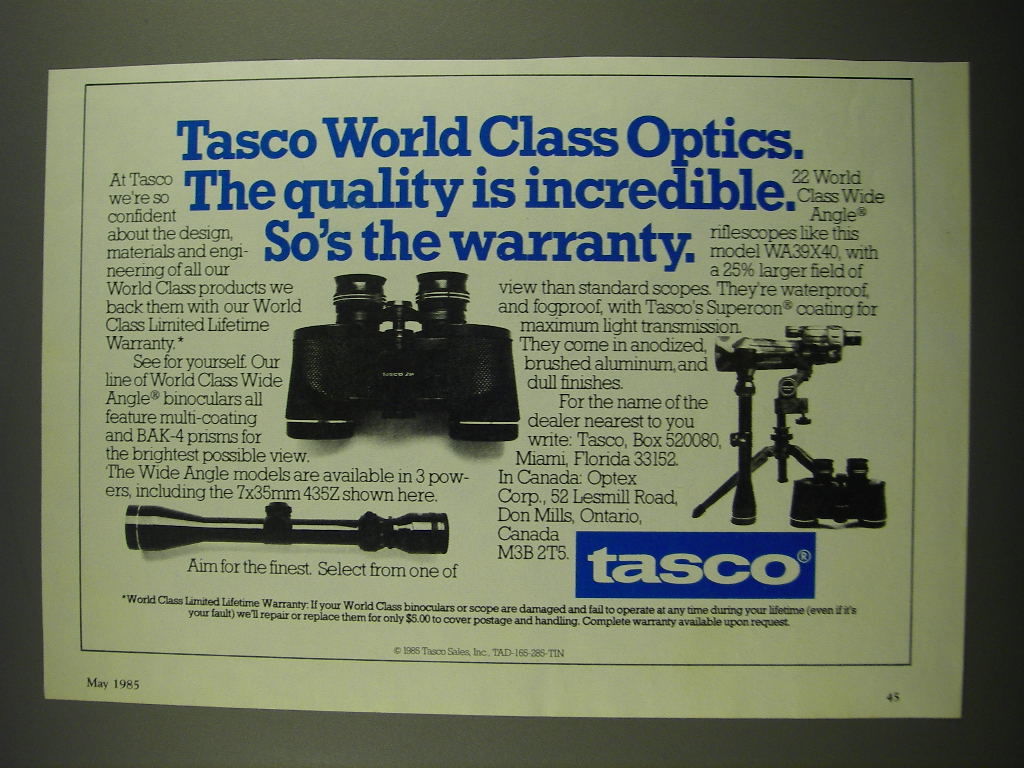 Tasco World Class Optics.
The quality is incredible.
So's the warranty.
At Tasco
we're so
confident
about the design,
materials and engi-
neering of all our
World Class products we
back them with our World
Class Limited Lifetime
Warranty.*
See for yourself. Our
line of World Class Wide
Angle® binoculars all
feature multi-coating
and BAK-4 prisms for
the brightest possible view.
The Wide Angle models are available in 3 pow-
ers, including the 7x35mm 435Z shown here.
Aim for the finest. Select from one of
22 World
Class Wide
Angle®
riflescopes like this
model WA39X40, with
a 25% larger field of
view than standard scopes. They're waterproof,
and fogproof, with Tasco's Supercon® coating for
maximum light transmission.
They come in anodized,
brushed aluminum, and
dull finishes.
For the name of the
dealer nearest to you
write: Tasco, Box 520080,
Miami, Florida 33152.
In Canada: Optex
Corp., 52 Lesmill Road,
Don Mills, Ontario,
Canada
M3B 2T5.
tasco®
*World Class Limited Lifetime Warranty: If your World Class binoculars or scope are damaged and fail to operate at any time during your lifetime (even if it's
your fault) we'll repair or replace them for only $5.00 to cover postage and handling. Complete warranty available upon request.
© 1985 Tasco Sales, Inc., TAD-165-285-TIN
May 1985
45